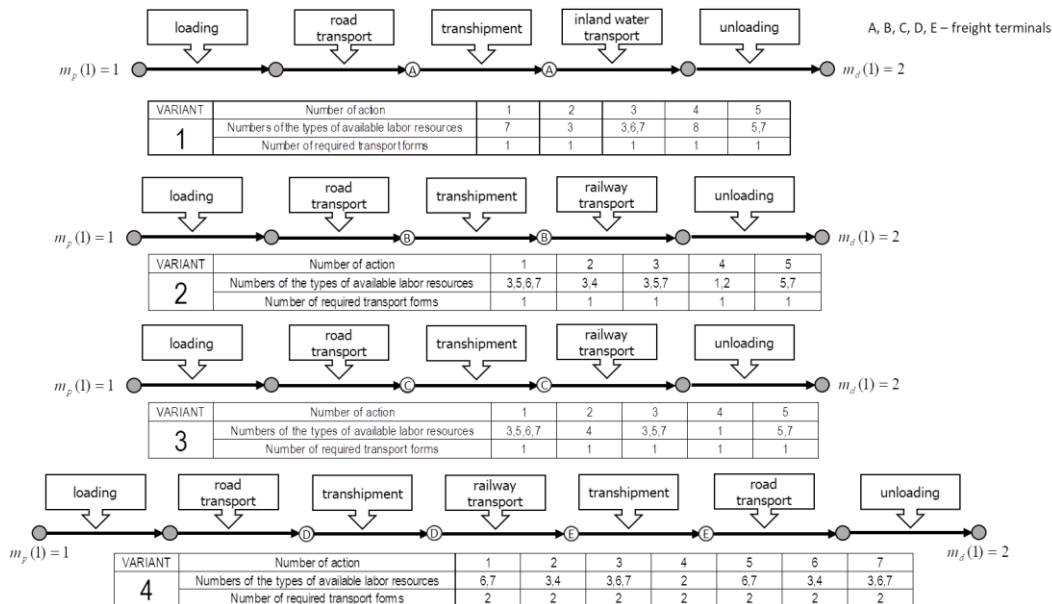 A, B, C, D, E – freight terminals
loading
road
transport
transhipment
inland water
transport
unloading
m_p(1) = 1
A
A
m_d(1) = 2
VARIANT Number of action 1 2 3 4 5
1 Numbers of the types of available labor resources 7 3 3,6,7 8 5,7
Number of required transport forms 1 1 1 1 1
loading
road
transport
transhipment
railway
transport
unloading
m_p(1) = 1
B
B
m_d(1) = 2
VARIANT Number of action 1 2 3 4 5
2 Numbers of the types of available labor resources 3,5,6,7 3,4 3,5,7 1,2 5,7
Number of required transport forms 1 1 1 1 1
loading
road
transport
transhipment
railway
transport
unloading
m_p(1) = 1
C
C
m_d(1) = 2
VARIANT Number of action 1 2 3 4 5
3 Numbers of the types of available labor resources 3,5,6,7 4 3,5,7 1 5,7
Number of required transport forms 1 1 1 1 1
loading
road
transport
transhipment
railway
transport
transhipment
road
transport
unloading
D
D
E
E
m_p(1) = 1
m_d(1) = 2
VARIANT Number of action 1 2 3 4 5 6 7
4 Numbers of the types of available labor resources 6,7 3,4 3,6,7 2 6,7 3,4 3,6,7
Number of required transport forms 2 2 2 2 2 2 2